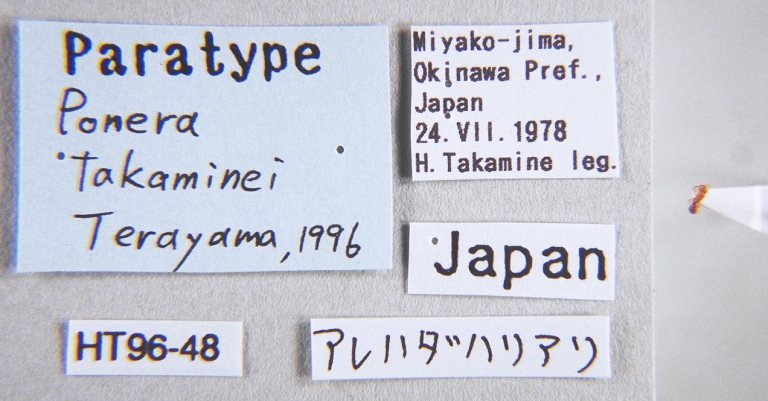 Paratype
Ponera
takaminei
Terayama, 1996
Miyako-jima,
Okinawa Pref.,
Japan
24. VII. 1978
H. Takamine leg.
Japan
HT96-48
アレハダハリアリ